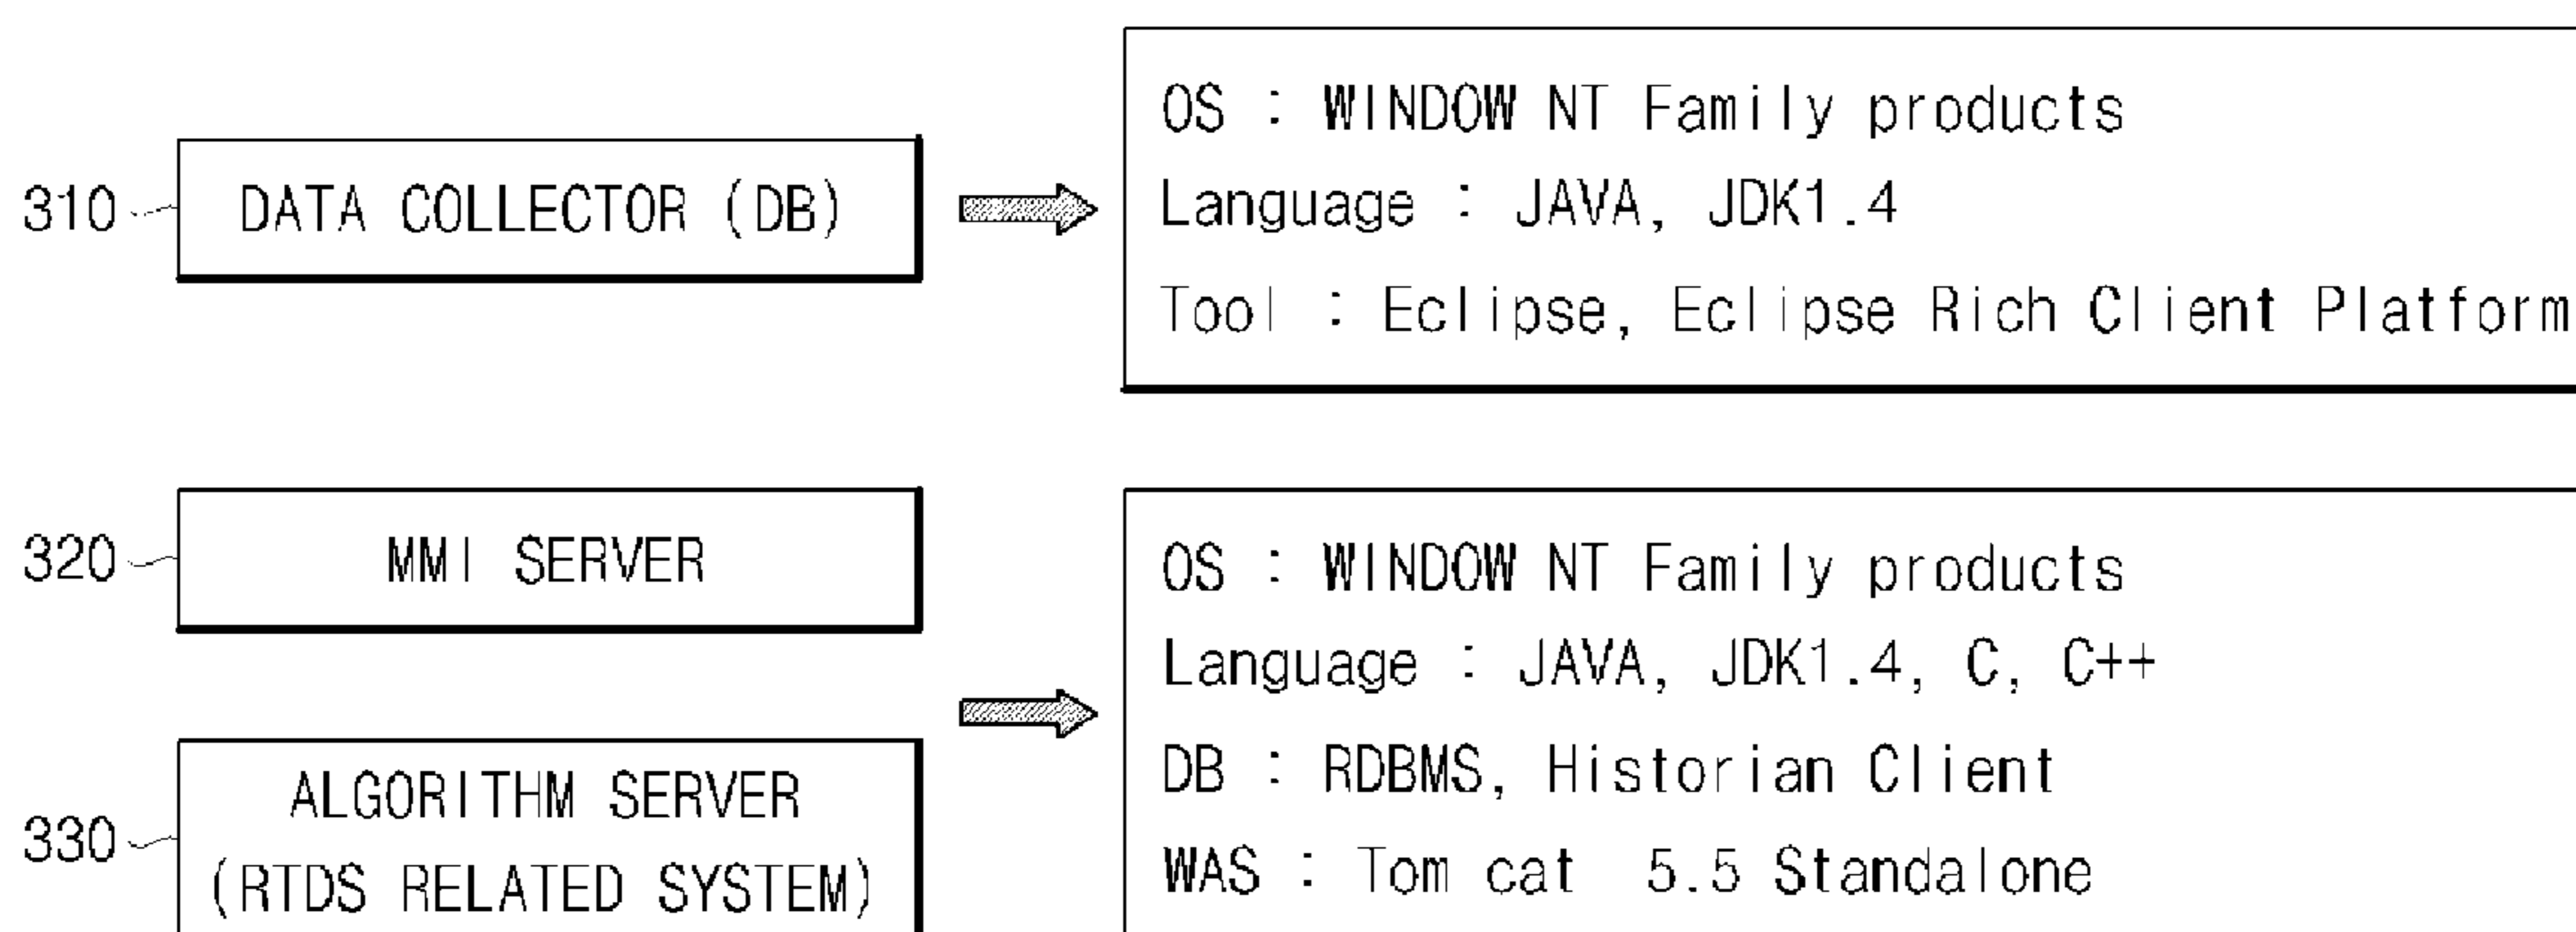 310
DATA COLLECTOR (DB)
OS : WINDOW NT Family products
Language : JAVA, JDK1.4
Tool : Eclipse, Eclipse Rich Client Platform
320
MMI SERVER
330
ALGORITHM SERVER
(RTDS RELATED SYSTEM)
OS : WINDOW NT Family products
Language : JAVA, JDK1.4, C, C++
DB : RDBMS, Historian Client
WAS : Tom cat 5.5 Standalone